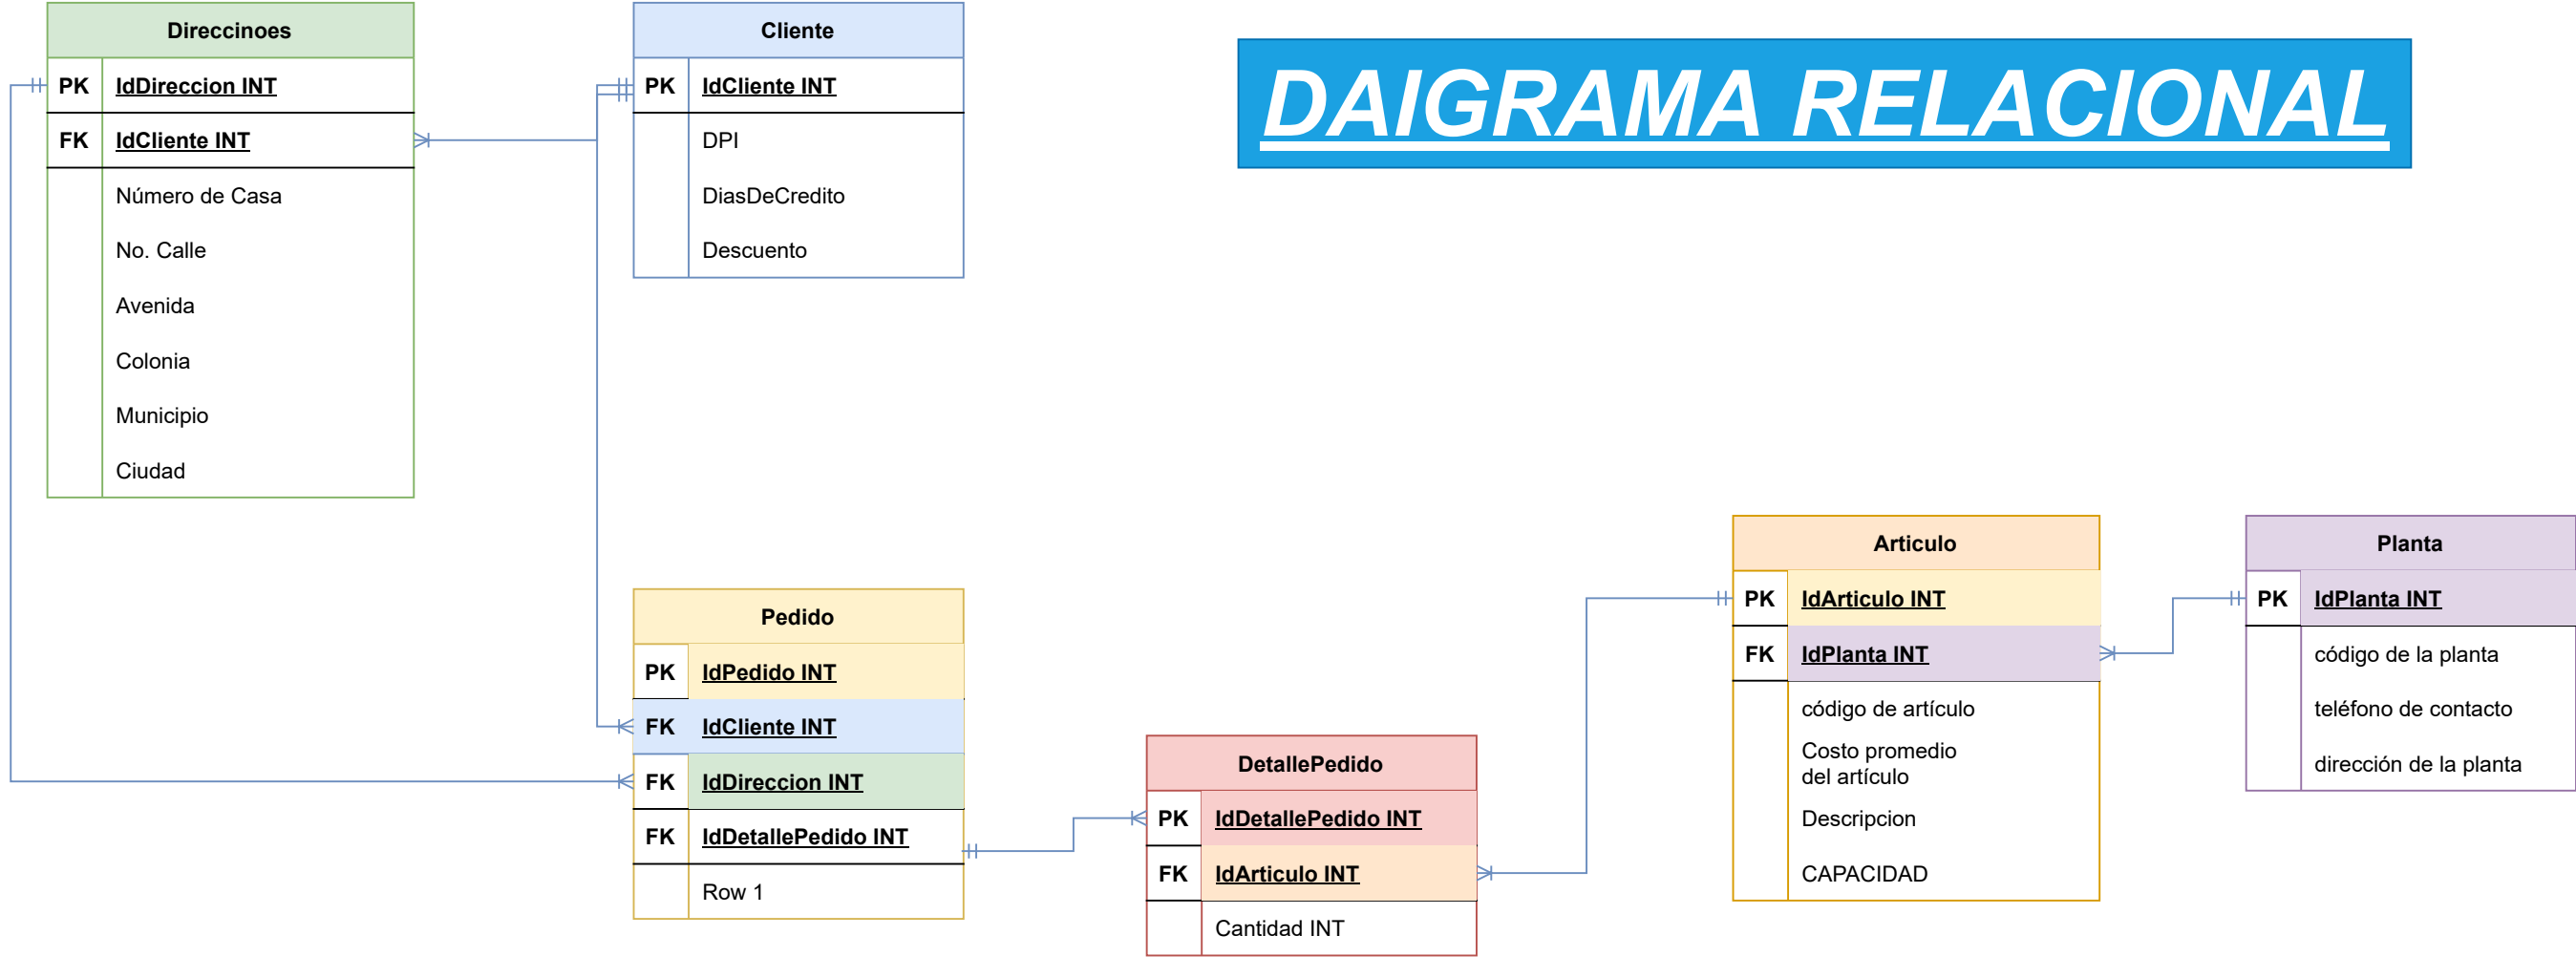 Direccinoes
PK IdDireccion INT
FK IdCliente INT
Número de Casa
No. Calle
Avenida
Colonia
Municipio
Ciudad
Cliente
PK IdCliente INT
DPI
DiasDeCredito
Descuento
DAIGRAMA RELACIONAL
Pedido
PK IdPedido INT
FK IdCliente INT
FK IdDireccion INT
FK IdDetallePedido INT
Row 1
DetallePedido
PK IdDetallePedido INT
FK IdArticulo INT
Cantidad INT
Articulo
PK IdArticulo INT
FK IdPlanta INT
código de artículo
Costo promedio
del artículo
Descripcion
CAPACIDAD
Planta
PK IdPlanta INT
código de la planta
teléfono de contacto
dirección de la planta